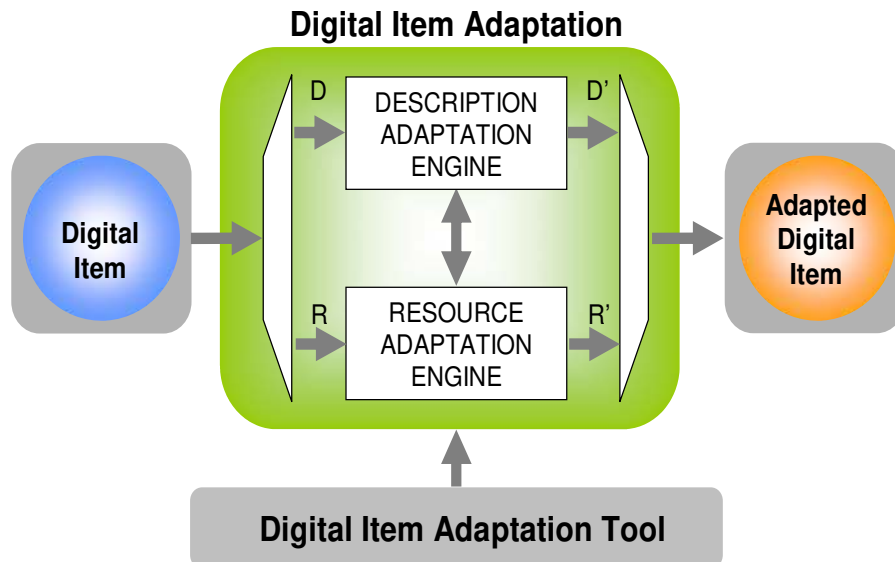 Digital Item Adaptation
D
DESCRIPTION
ADAPTATION
ENGINE
D’
Digital
Item
Adapted
Digital
Item
R
RESOURCE
ADAPTATION
ENGINE
R’
Digital Item Adaptation Tool